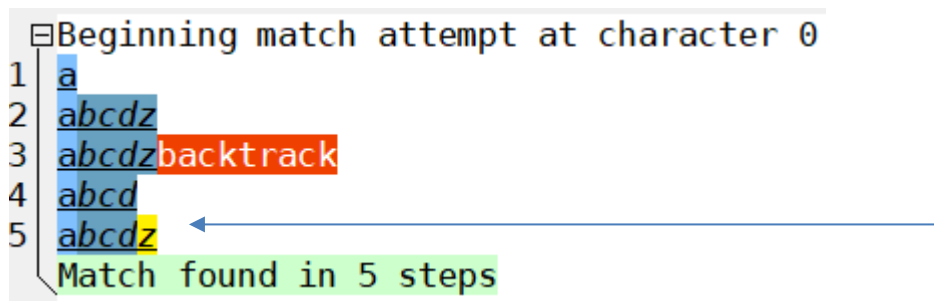 Beginning match attempt at character 0
1 a
2 abcdz
3 abcdzbacktrack
4 abcd
5 abcdz
Match found in 5 steps